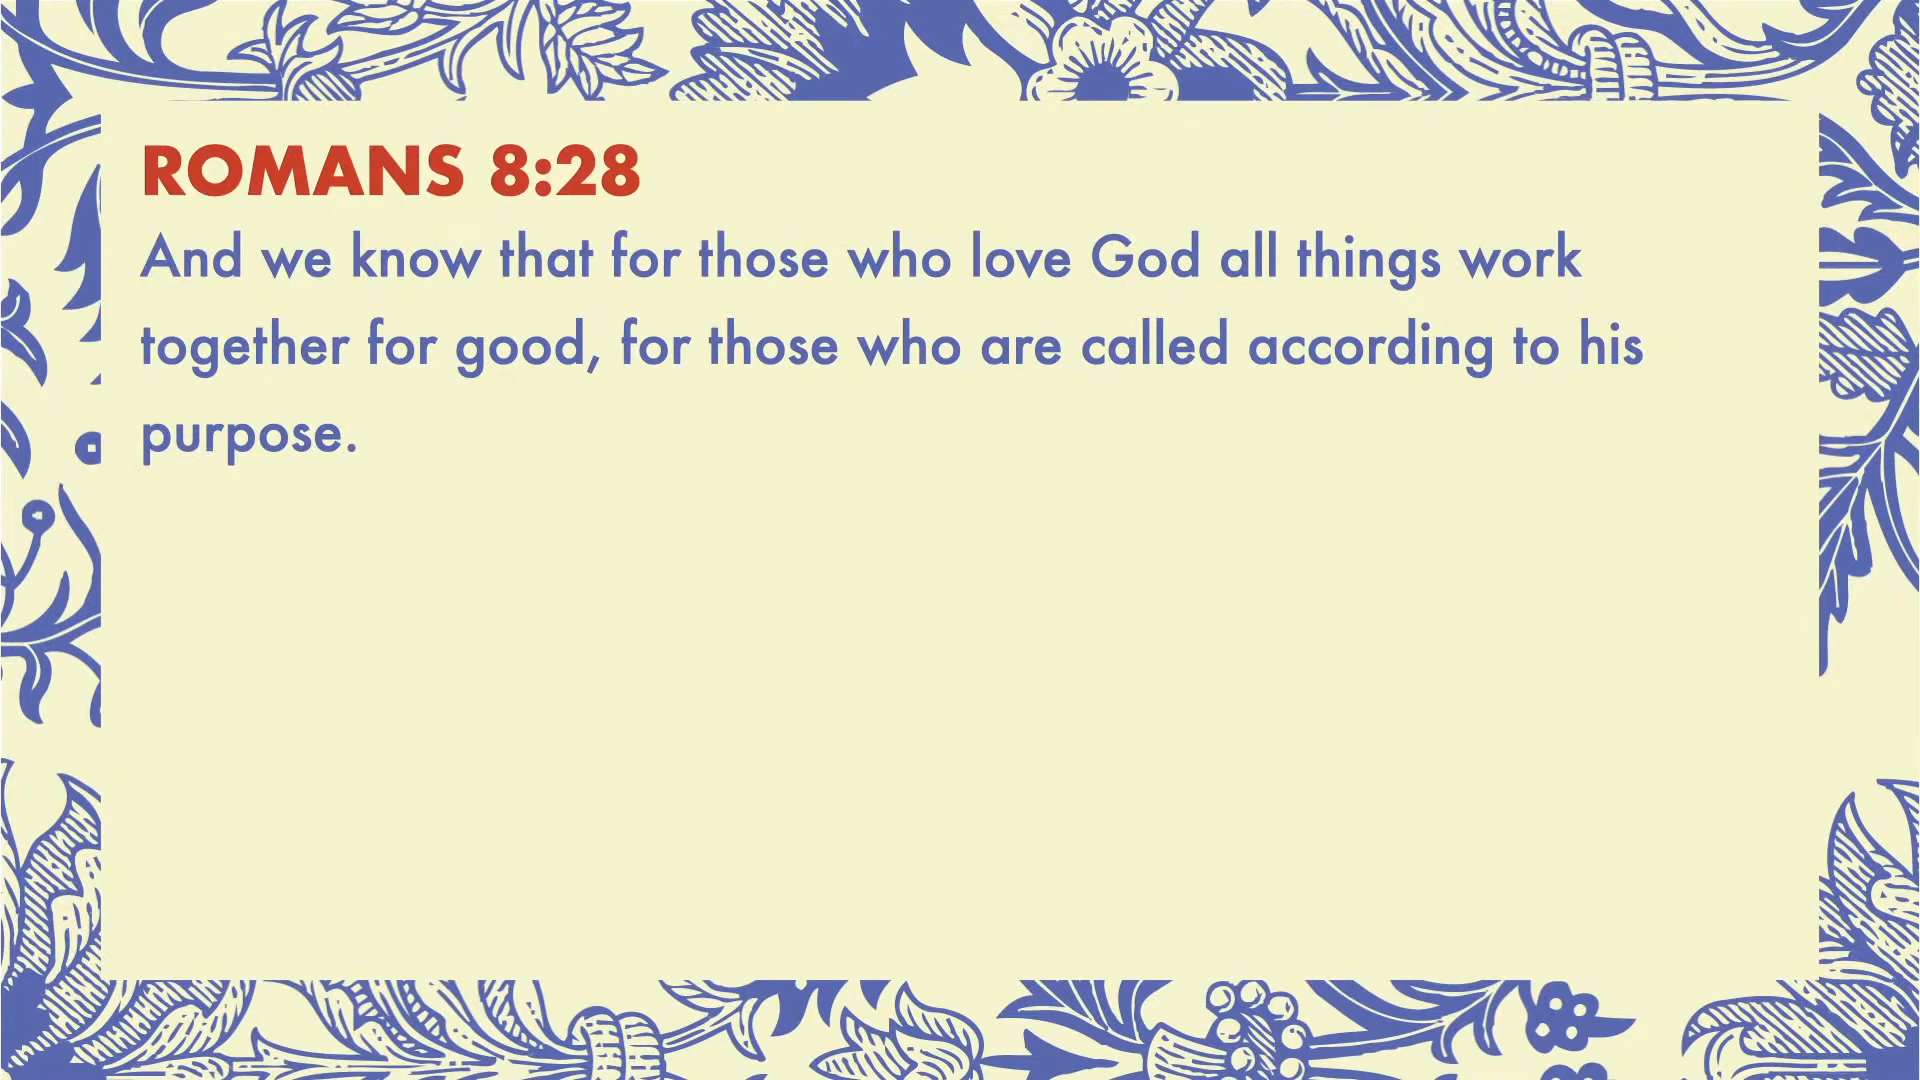 ROMANS 8:28
And we know that for those who love God all things work
together for good, for those who are called according to his
purpose.